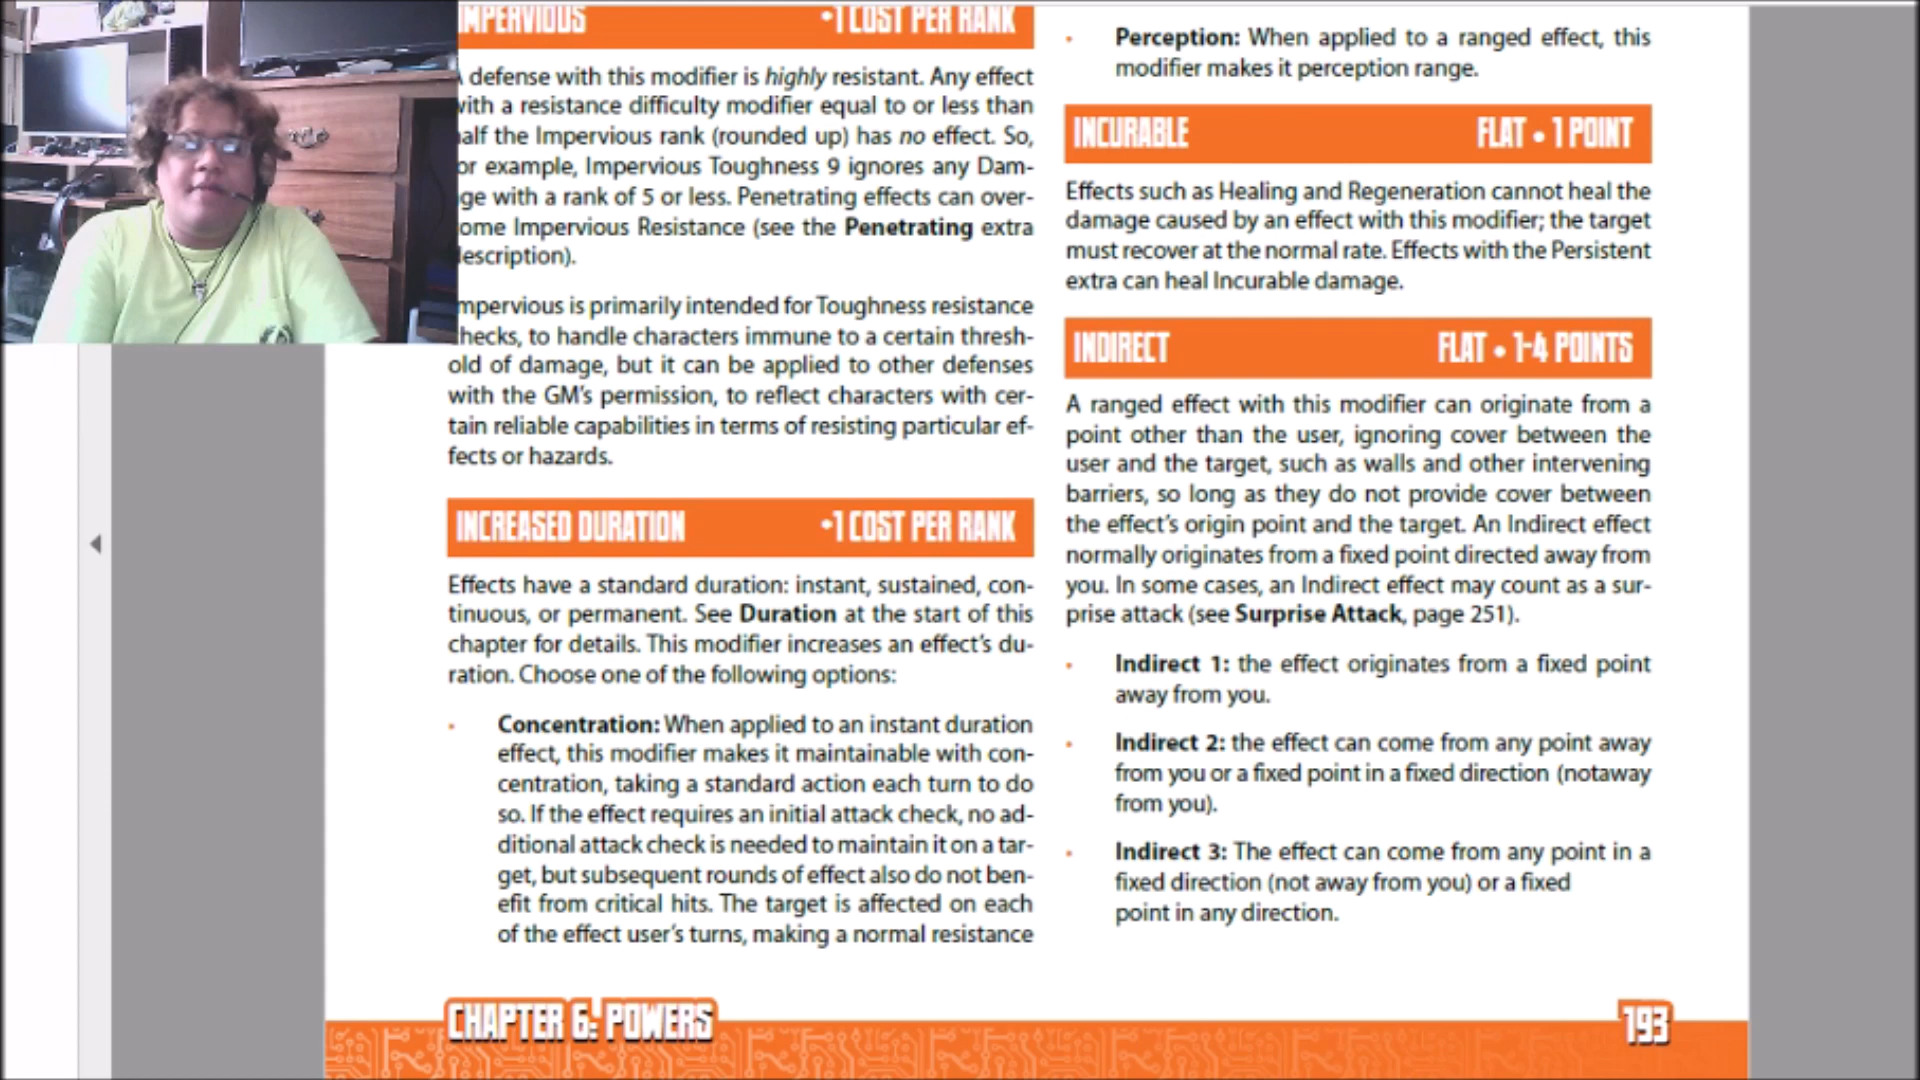 IMPERVIOUS •1 COST PER RANK
defense with this modifier is highly resistant. Any effect
with a resistance difficulty modifier equal to or less than
half the Impervious rank (rounded up) has no effect. So,
or example, Impervious Toughness 9 ignores any Dam-
ge with a rank of 5 or less. Penetrating effects can over-
ome Impervious Resistance (see the Penetrating extra
description).
mpervious is primarily intended for Toughness resistance
checks, to handle characters immune to a certain thresh-
old of damage, but it can be applied to other defenses
with the GM's permission, to reflect characters with cer-
tain reliable capabilities in terms of resisting particular ef-
fects or hazards.
INCREASED DURATION •1 COST PER RANK
Effects have a standard duration: instant, sustained, con-
tinuous, or permanent. See Duration at the start of this
chapter for details. This modifier increases an effect's du-
ration. Choose one of the following options:
• Concentration: When applied to an instant duration
effect, this modifier makes it maintainable with con-
centration, taking a standard action each turn to do
so. If the effect requires an initial attack check, no ad-
ditional attack check is needed to maintain it on a tar-
get, but subsequent rounds of effect also do not ben-
efit from critical hits. The target is affected on each
of the effect user's turns, making a normal resistance
• Perception: When applied to a ranged effect, this
modifier makes it perception range.
INCURABLE FLAT • 1 POINT
Effects such as Healing and Regeneration cannot heal the
damage caused by an effect with this modifier; the target
must recover at the normal rate. Effects with the Persistent
extra can heal Incurable damage.
INDIRECT FLAT • 1-4 POINTS
A ranged effect with this modifier can originate from a
point other than the user, ignoring cover between the
user and the target, such as walls and other intervening
barriers, so long as they do not provide cover between
the effect's origin point and the target. An Indirect effect
normally originates from a fixed point directed away from
you. In some cases, an Indirect effect may count as a sur-
prise attack (see Surprise Attack, page 251).
• Indirect 1: the effect originates from a fixed point
away from you.
• Indirect 2: the effect can come from any point away
from you or a fixed point in a fixed direction (notaway
from you).
• Indirect 3: The effect can come from any point in a
fixed direction (not away from you) or a fixed
point in any direction.
CHAPTER 6: POWERS 193